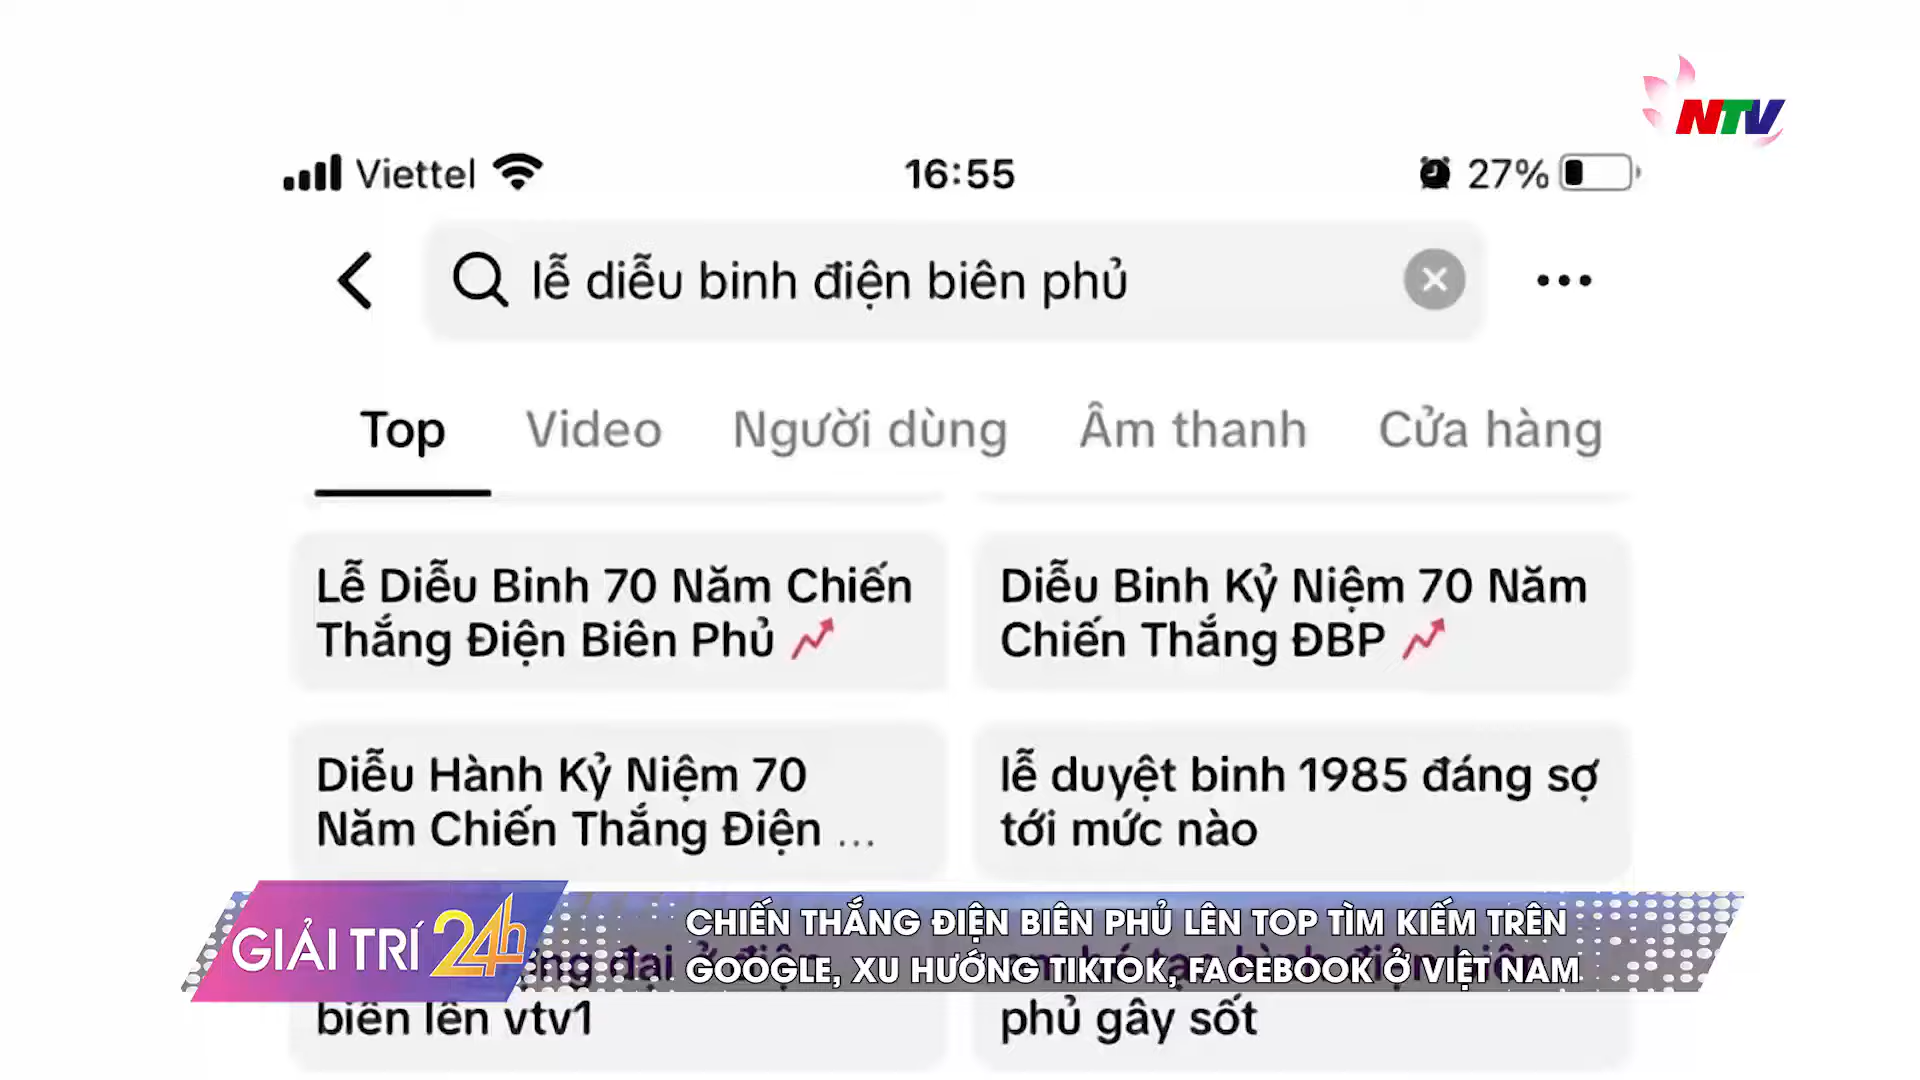 NTV
Viettel
16:55
27%
lễ diễu binh điện biên phủ
Top
Video
Người dùng
Âm thanh
Cửa hàng
Lễ Diễu Binh 70 Năm Chiến
Thắng Điện Biên Phủ
Diễu Binh Kỷ Niệm 70 Năm
Chiến Thắng ĐBP
Diễu Hành Kỷ Niệm 70
Năm Chiến Thắng Điện ...
lễ duyệt binh 1985 đáng sợ
tới mức nào
GIẢI TRÍ 24h
CHIẾN THẮNG ĐIỆN BIÊN PHỦ LÊN TOP TÌM KIẾM TRÊN
GOOGLE, XU HƯỚNG TIKTOK, FACEBOOK Ở VIỆT NAM
đại ở điện
biên lên vtv1
phủ gây sốt